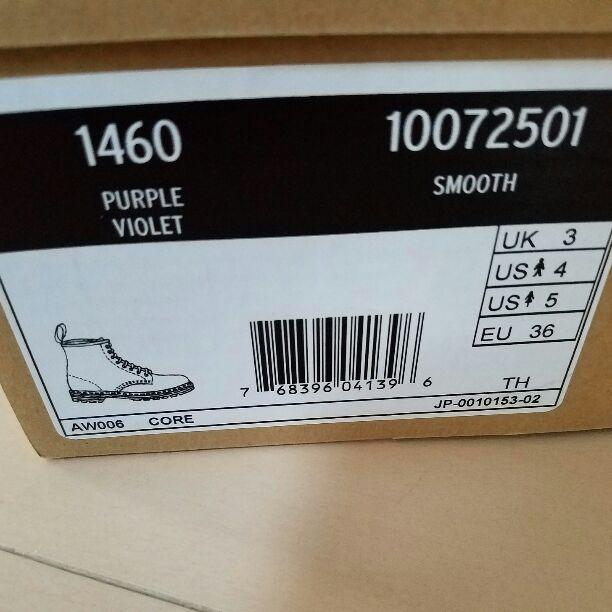 1460
PURPLE
VIOLET
10072501
SMOOTH
UK 3
US 4
US 5
EU 36
7 68396 04139 6
TH
JP-0010153-02
AW006 CORE